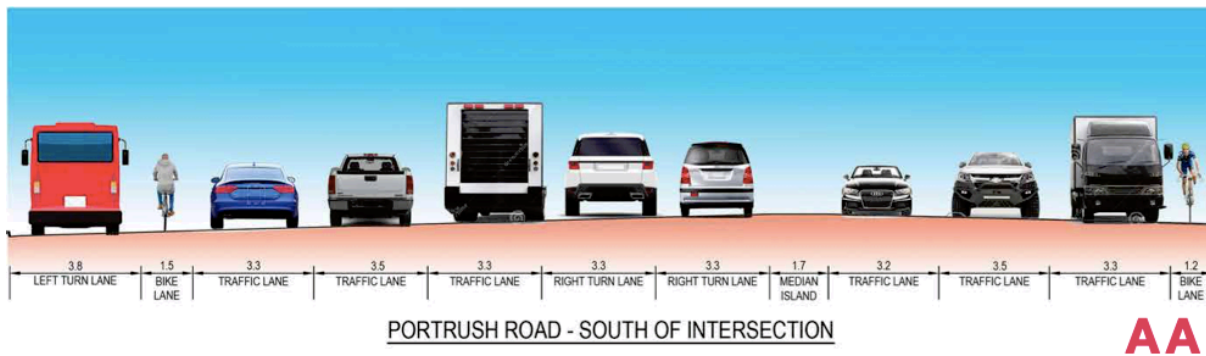 3.8 1.5 3.3 3.5 3.3 3.3 3.3 1.7 3.2 3.5 3.3 1.2
LEFT TURN LANE BIKE LANE TRAFFIC LANE TRAFFIC LANE TRAFFIC LANE RIGHT TURN LANE RIGHT TURN LANE MEDIAN ISLAND TRAFFIC LANE TRAFFIC LANE TRAFFIC LANE BIKE LANE
PORTRUSH ROAD - SOUTH OF INTERSECTION
AA